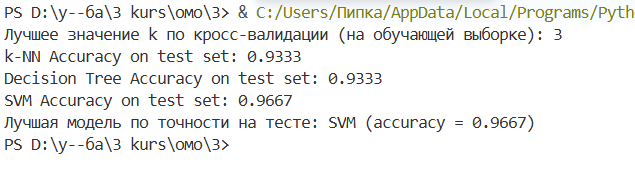 PS D:\y--ба\3 kurs\омо\3> & C:/Users/Пипка/AppData/Local/Programs/Pyth
Лучшее значение k по кросс-валидации (на обучающей выборке): 3
k-NN Accuracy on test set: 0.9333
Decision Tree Accuracy on test set: 0.9333
SVM Accuracy on test set: 0.9667
Лучшая модель по точности на тесте: SVM (accuracy = 0.9667)
PS D:\y--ба\3 kurs\омо\3>